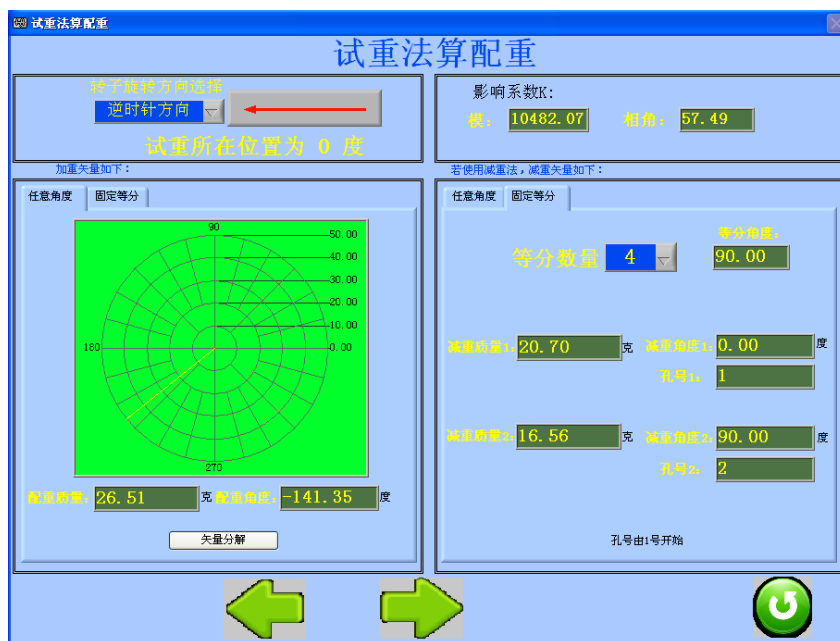 试重法算配重
试重法算配重
转子旋转方向选择
逆时针方向
试重所在位置为 0 度
影响系数K:
模: 10482.07 相角: 57.49
加重矢量如下:
若使用减重法,减重矢量如下:
任意角度 固定等分
90
50.00
40.00
30.00
20.00
10.00
180 0.00
270
配重质量: 26.51 克 配重角度: -141.35 度
矢量分解
任意角度 固定等分
等分角度:
等分数量 4 90.00
减重质量1: 20.70 克 减重角度1: 0.00 度
孔号1: 1
减重质量2: 16.56 克 减重角度2: 90.00 度
孔号2: 2
孔号由1号开始